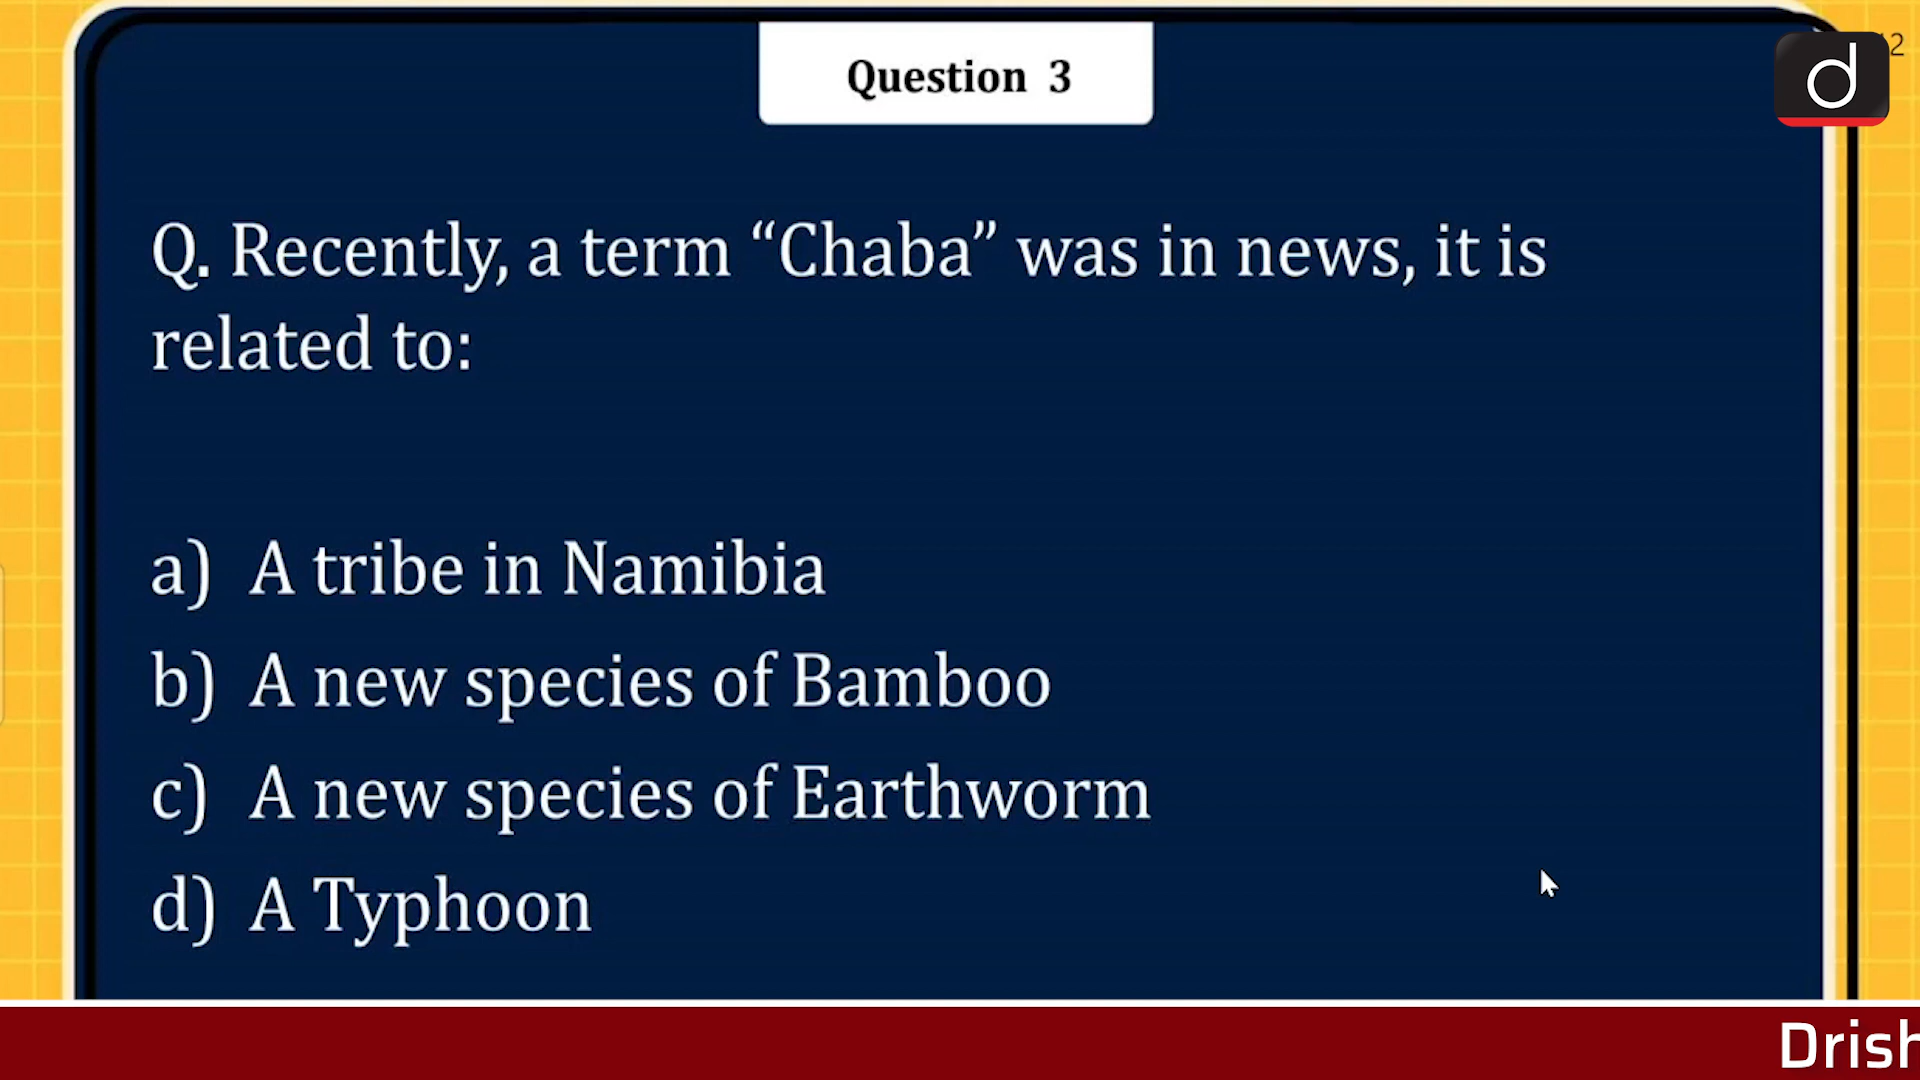 Question 3
12
d
Q. Recently, a term “Chaba” was in news, it is
related to:
a) A tribe in Namibia
b) A new species of Bamboo
c) A new species of Earthworm
d) A Typhoon
Drish